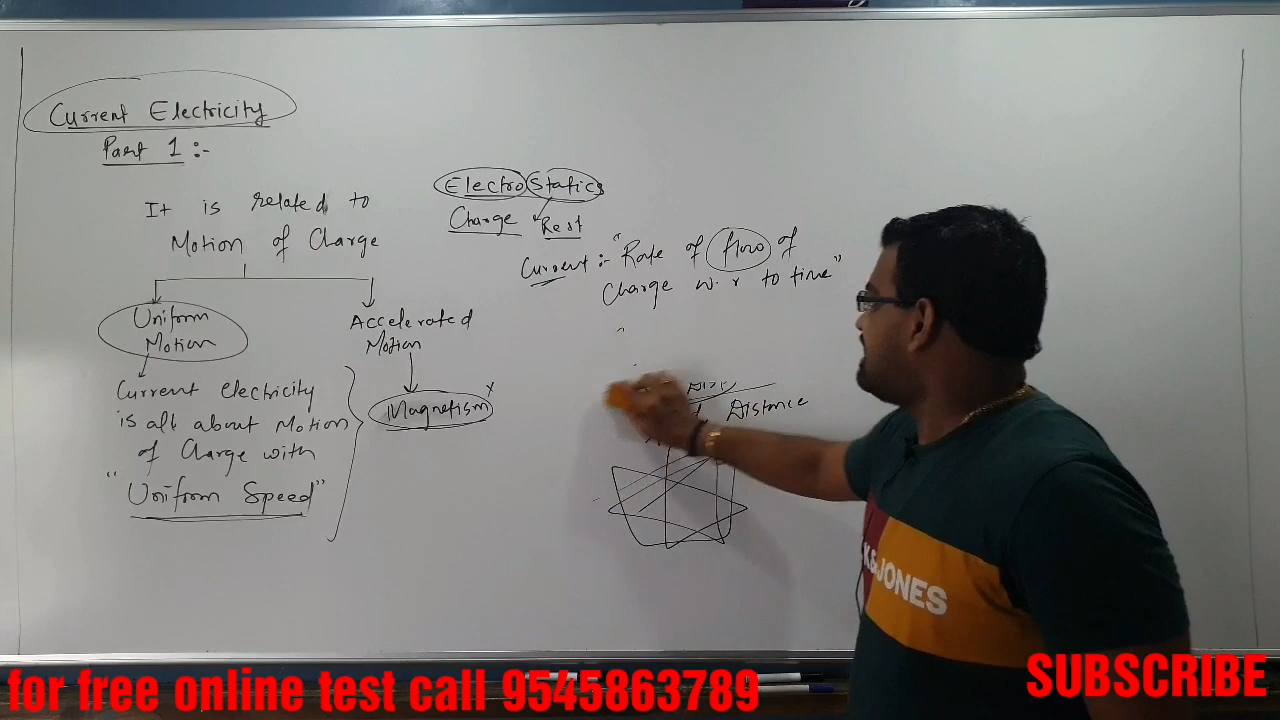 Current Electricity
Part 1 :-
It is related to
Motion of Charge
Uniform
Motion
Accelerated
Motion
Current electricity
is all about Motion
of Charge with
"Uniform Speed"
Magnetism
Electro Statics
Charge Rest
Current :- "Rate of flow of
Charge w.r to time"
Distance
JONES
for free online test call 9545863789
SUBSCRIBE